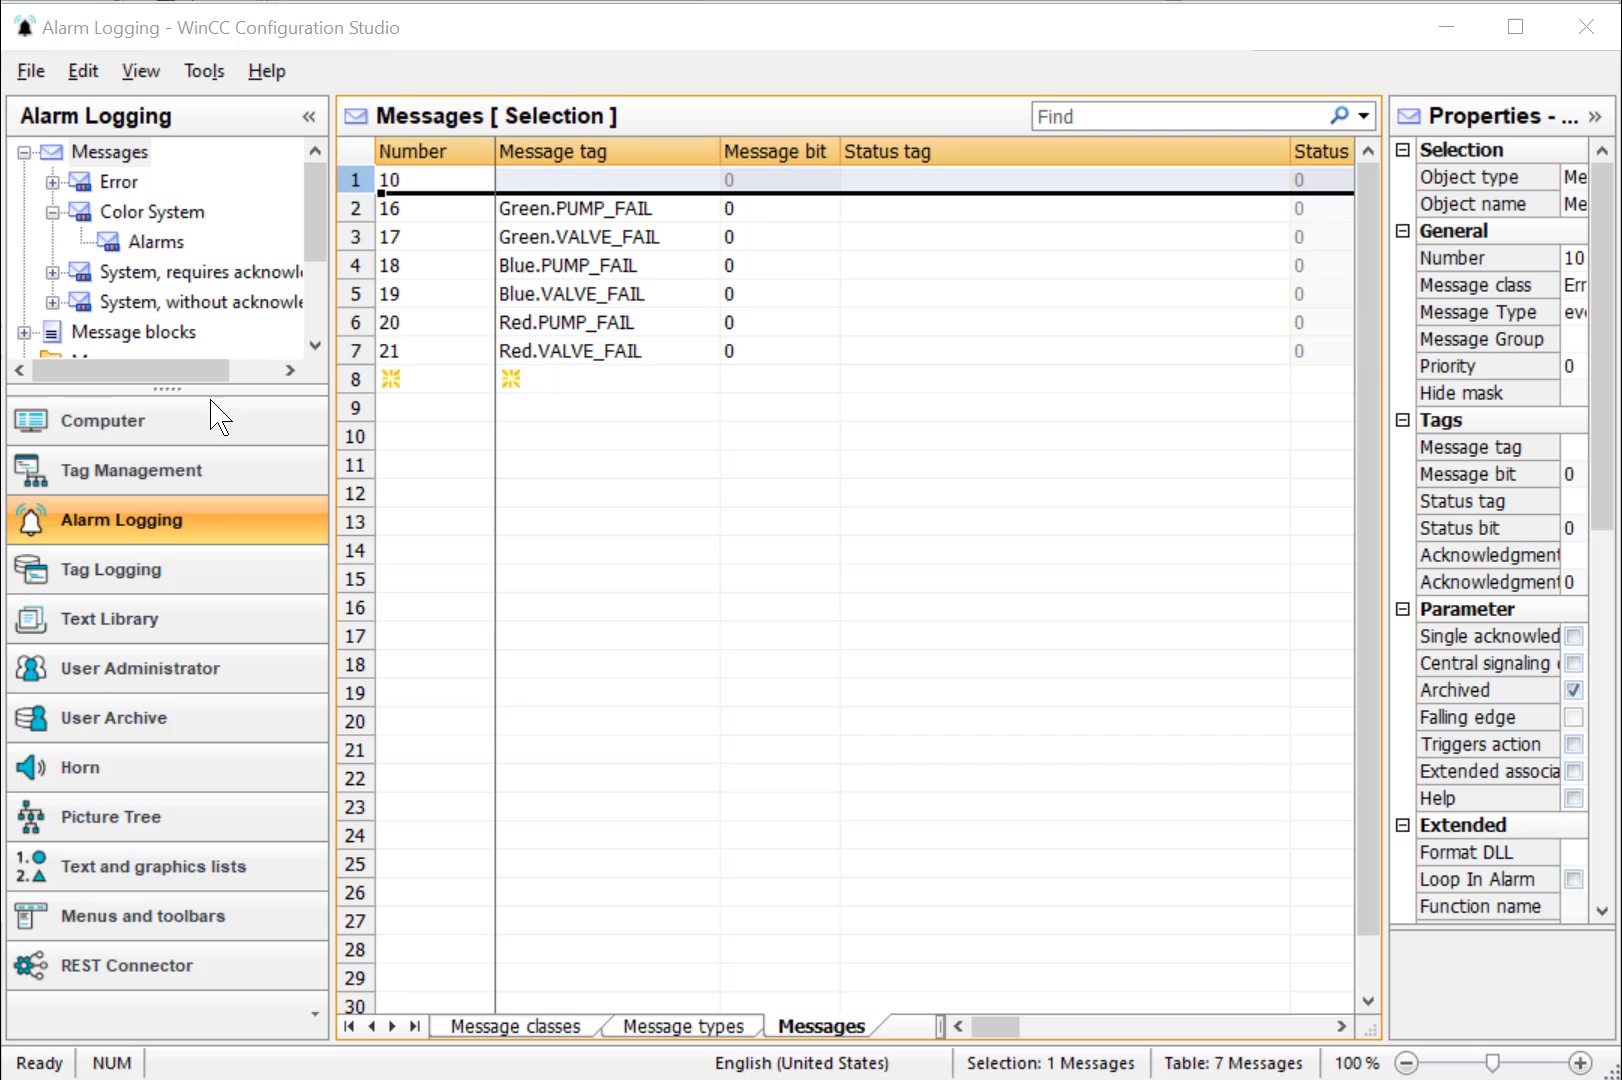 Alarm Logging - WinCC Configuration Studio
File Edit View Tools Help
Alarm Logging
Messages
Error
Color System
Alarms
System, requires acknowl
System, without acknowle
Message blocks
Computer
Tag Management
Alarm Logging
Tag Logging
Text Library
User Administrator
User Archive
Horn
Picture Tree
Text and graphics lists
Menus and toolbars
REST Connector
Messages [ Selection ]
Find
Number Message tag Message bit Status tag Status
1 10 0 0
2 16 Green.PUMP_FAIL 0 0
3 17 Green.VALVE_FAIL 0 0
4 18 Blue.PUMP_FAIL 0 0
5 19 Blue.VALVE_FAIL 0 0
6 20 Red.PUMP_FAIL 0 0
7 21 Red.VALVE_FAIL 0 0
8
9
10
11
12
13
14
15
16
17
18
19
20
21
22
23
24
25
26
27
28
29
30
Message classes Message types Messages
Properties - ...
Selection
Object type Me
Object name Me
General
Number 10
Message class Err
Message Type eve
Message Group
Priority 0
Hide mask
Tags
Message tag
Message bit 0
Status tag
Status bit 0
Acknowledgment
Acknowledgment 0
Parameter
Single acknowled
Central signaling
Archived
Falling edge
Triggers action
Extended associa
Help
Extended
Format DLL
Loop In Alarm
Function name
Ready NUM English (United States) Selection: 1 Messages Table: 7 Messages 100 %